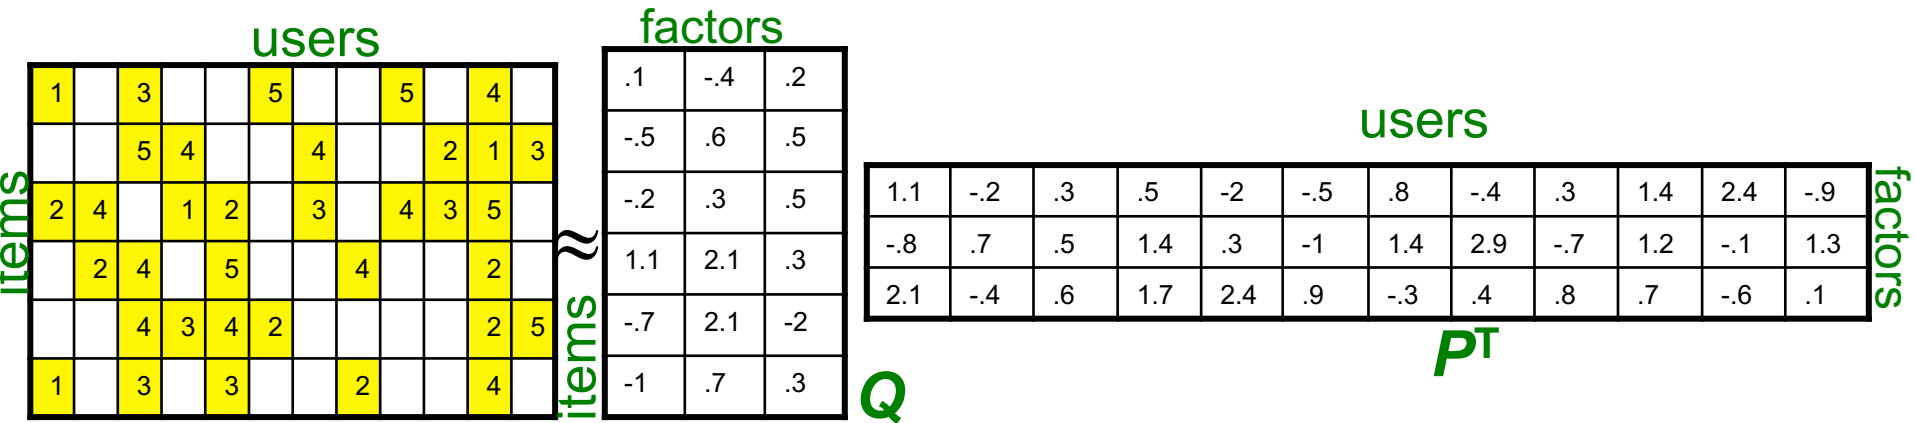 users
factors
users
items
1 3 5 5 4
5 4 4 2 1 3
2 4 1 2 3 4 3 5
2 4 5 4 2
4 3 4 2 2 5
1 3 3 2 4
≈
items
.1 -.4 .2
-.5 .6 .5
-.2 .3 .5
1.1 2.1 .3
-.7 2.1 -2
-1 .7 .3
Q
1.1 -.2 .3 .5 -2 -.5 .8 -.4 .3 1.4 2.4 -.9
-.8 .7 .5 1.4 .3 -1 1.4 2.9 -.7 1.2 -.1 1.3
2.1 -.4 .6 1.7 2.4 .9 -.3 .4 .8 .7 -.6 .1
factors
P^T